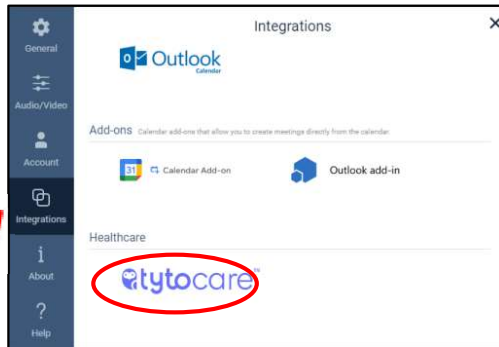 General
Audio/Video
Account
Integrations
About
Help
Integrations
Outlook
Calendar
Add-ons Calendar add-ons that allow you to create meetings directly from the calendar.
31 Calendar Add-on
Outlook add-in
Healthcare
tytocare™